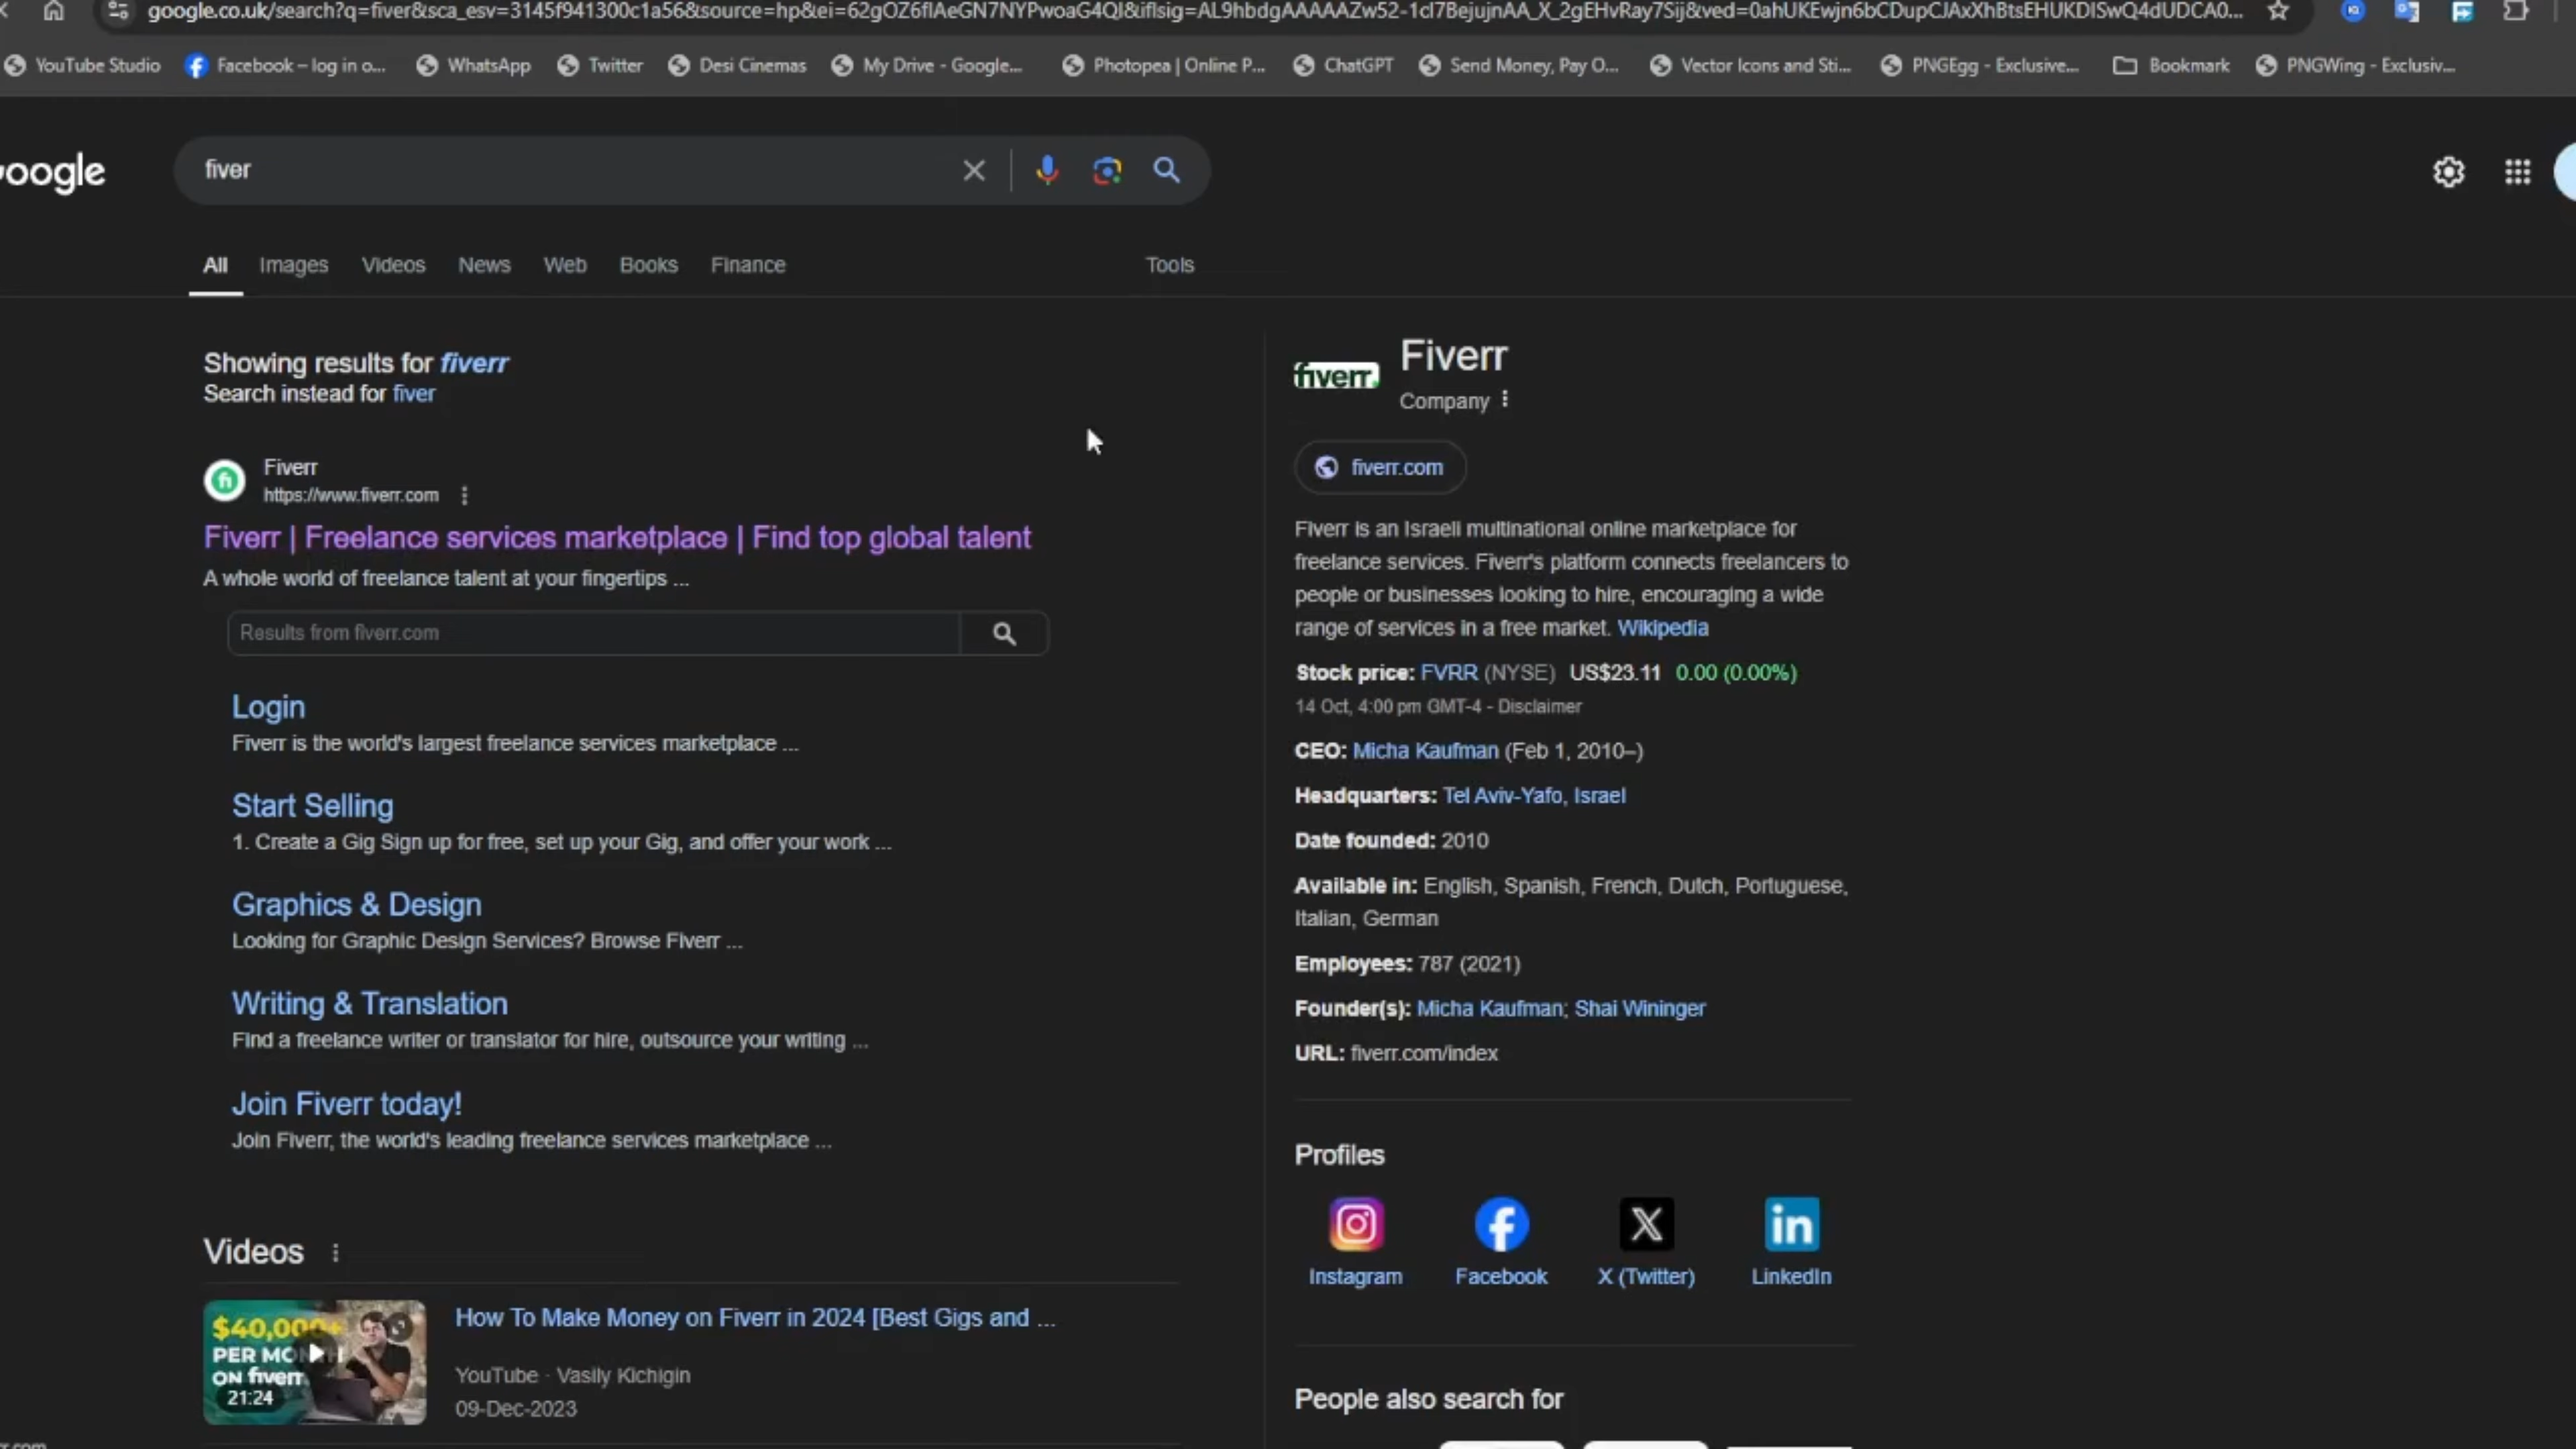 google.co.uk/search?q=fiver&sca_esv=3145f941300c1a56&source=hp&ei=62gOZ6flAeGN7NYPwoaG4QJ&iflsig=AL9hbdgAAAAAZw52-1cI7BejujnAA_X_2gEHvRay7Sij&ved=0ahUKEwjn6bCDupCJAxXhBtsEHUKDISwQ4dUDCA0...
YouTube Studio
Facebook – log in o...
WhatsApp
Twitter
Desi Cinemas
My Drive - Google...
Photopea | Online P...
ChatGPT
Send Money, Pay O...
Vector Icons and Sti...
PNGEgg - Exclusive...
Bookmark
PNGWing - Exclusiv...
oogle
fiver
All Images Videos News Web Books Finance Tools
Showing results for fiverr
Search instead for fiver
fi
Fiverr
https://www.fiverr.com
Fiverr | Freelance services marketplace | Find top global talent
A whole world of freelance talent at your fingertips ...
Results from fiverr.com
Login
Fiverr is the world's largest freelance services marketplace ...
Start Selling
1. Create a Gig Sign up for free, set up your Gig, and offer your work ...
Graphics & Design
Looking for Graphic Design Services? Browse Fiverr ...
Writing & Translation
Find a freelance writer or translator for hire, outsource your writing ...
Join Fiverr today!
Join Fiverr, the world's leading freelance services marketplace ...
Videos
$40,000+
PER MONTH
ON fiverr
21:24
How To Make Money on Fiverr in 2024 [Best Gigs and ...
YouTube · Vasily Kichigin
09-Dec-2023
fiverr.
Fiverr
Company
fiverr.com
Fiverr is an Israeli multinational online marketplace for
freelance services. Fiverr's platform connects freelancers to
people or businesses looking to hire, encouraging a wide
range of services in a free market. Wikipedia
Stock price: FVRR (NYSE) US$23.11 0.00 (0.00%)
14 Oct, 4:00 pm GMT-4 - Disclaimer
CEO: Micha Kaufman (Feb 1, 2010–)
Headquarters: Tel Aviv-Yafo, Israel
Date founded: 2010
Available in: English, Spanish, French, Dutch, Portuguese,
Italian, German
Employees: 787 (2021)
Founder(s): Micha Kaufman; Shai Wininger
URL: fiverr.com/index
Profiles
Instagram
Facebook
X (Twitter)
LinkedIn
People also search for